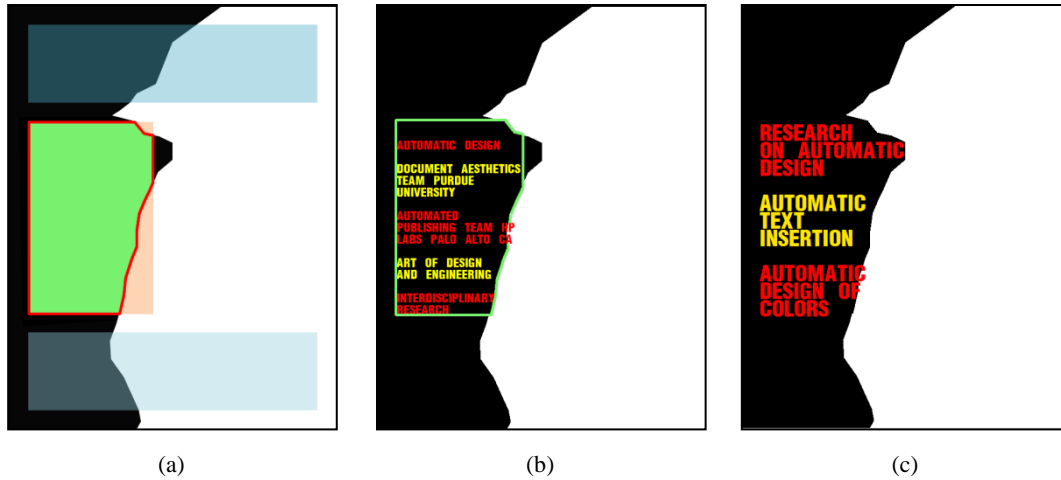 AUTOMATIC DESIGN
DOCUMENT AESTHETICS
TEAM PURDUE
UNIVERSITY
AUTOMATED
PUBLISHING TEAM HP
LABS PALO ALTO CA
ART OF DESIGN
AND ENGINEERING
INTERDISCIPLINARY
RESEARCH
RESEARCH
ON AUTOMATIC
DESIGN
AUTOMATIC
TEXT
INSERTION
AUTOMATIC
DESIGN OF
COLORS
(a)
(b)
(c)